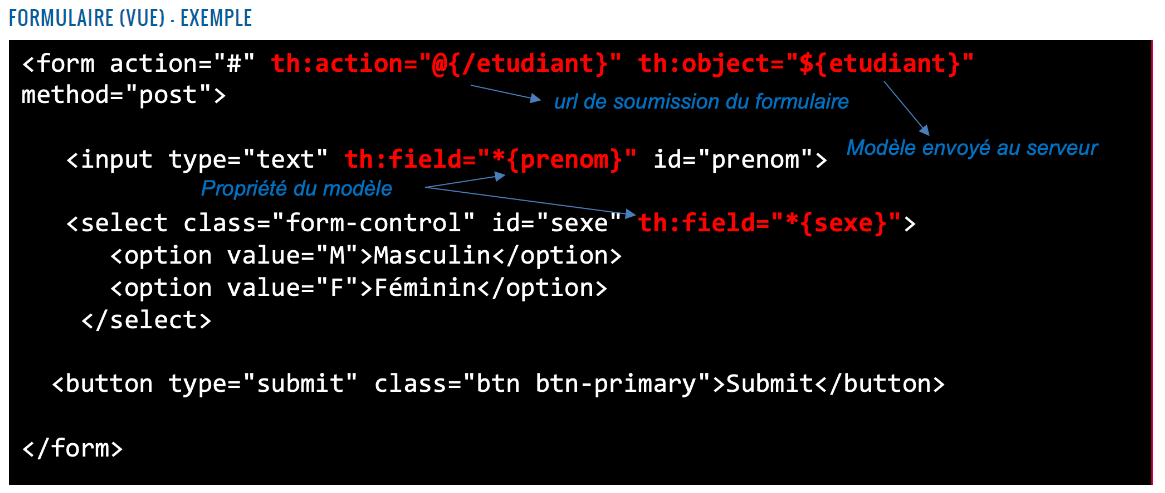 FORMULAIRE (VUE) - EXEMPLE
<form action="#" th:action="@{/etudiant}" th:object="${etudiant}"
method="post">
url de soumission du formulaire
Modèle envoyé au serveur
<input type="text" th:field="*{prenom}" id="prenom">
Propriété du modèle
<select class="form-control" id="sexe" th:field="*{sexe}">
<option value="M">Masculin</option>
<option value="F">Féminin</option>
</select>
<button type="submit" class="btn btn-primary">Submit</button>
</form>